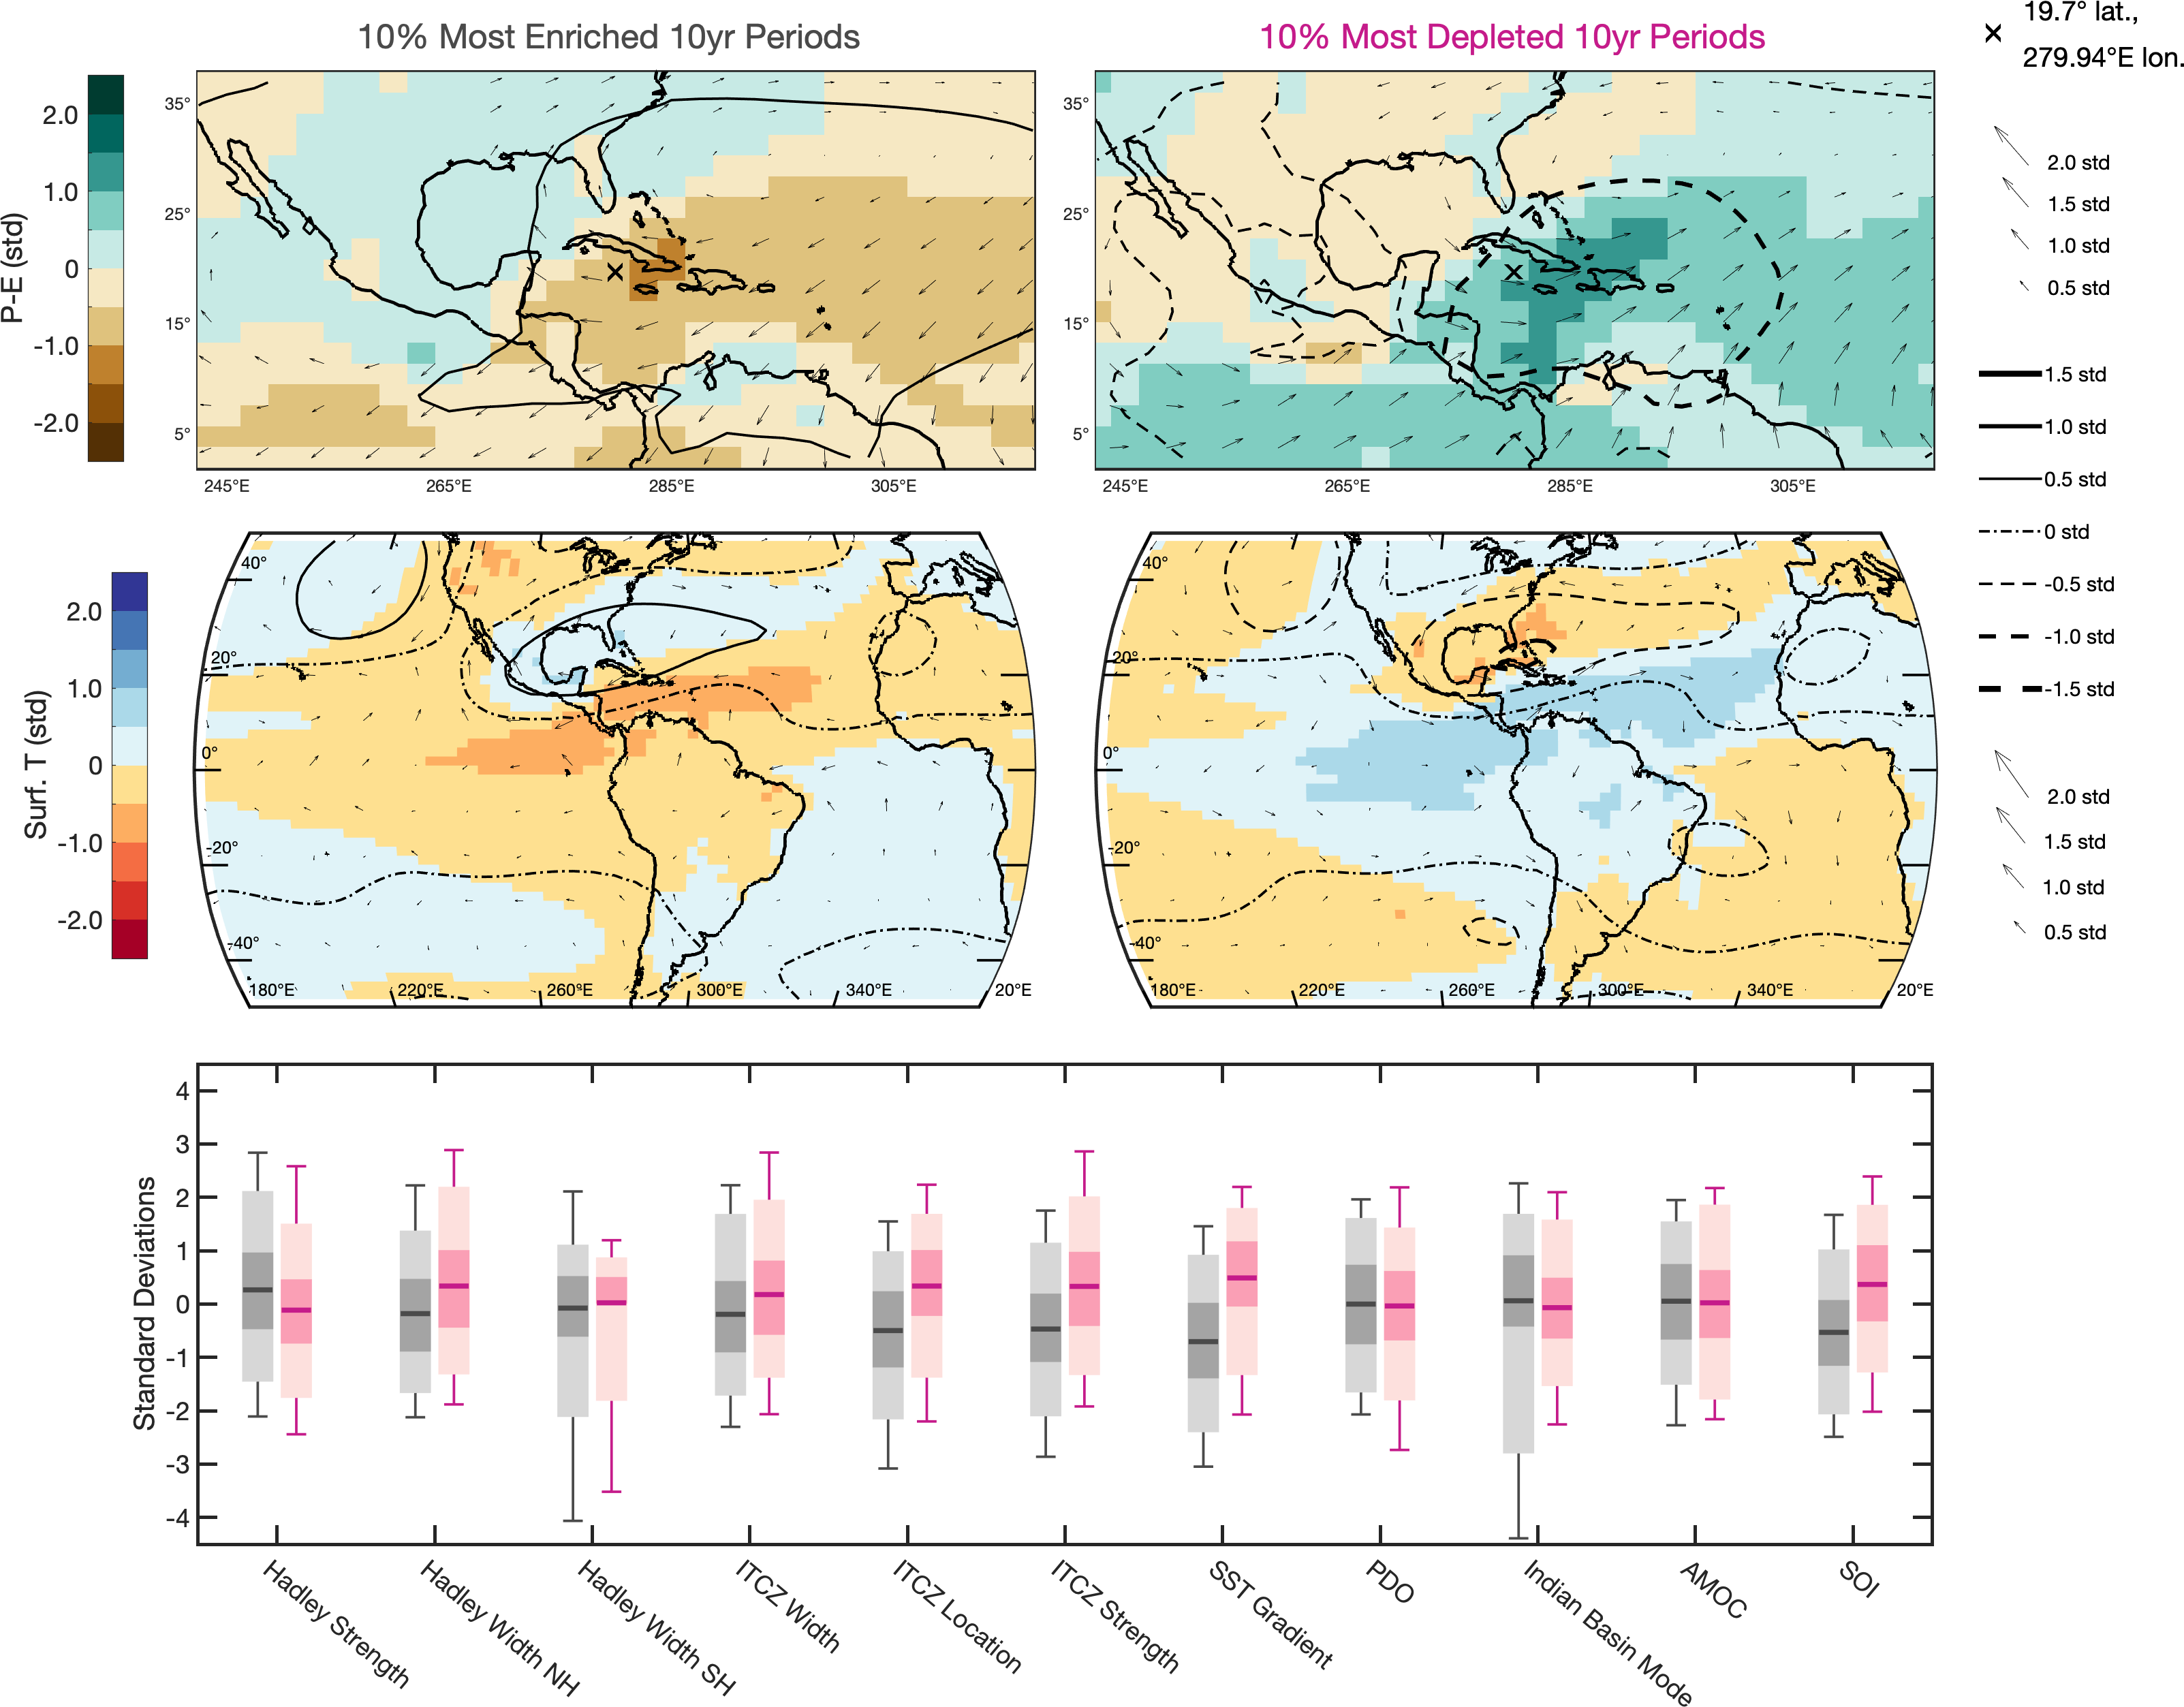 10% Most Enriched 10yr Periods
10% Most Depleted 10yr Periods
19.7° lat.,
279.94°E lon.
P-E (std)
2.0
1.0
0
-1.0
-2.0
35°
25°
15°
5°
245°E 265°E 285°E 305°E
35°
25°
15°
5°
245°E 265°E 285°E 305°E
2.0 std
1.5 std
1.0 std
0.5 std
1.5 std
1.0 std
0.5 std
0 std
-0.5 std
-1.0 std
-1.5 std
Surf. T (std)
2.0
1.0
0
-1.0
-2.0
40°
20°
0°
-20°
-40°
180°E 220°E 260°E 300°E 340°E 20°E
40°
20°
0°
-20°
-40°
180°E 220°E 260°E 300°E 340°E 20°E
2.0 std
1.5 std
1.0 std
0.5 std
Standard Deviations
4
3
2
1
0
-1
-2
-3
-4
Hadley Strength
Hadley Width NH
Hadley Width SH
ITCZ Width
ITCZ Location
ITCZ Strength
SST Gradient
PDO
Indian Basin Mode
AMOC
SOI